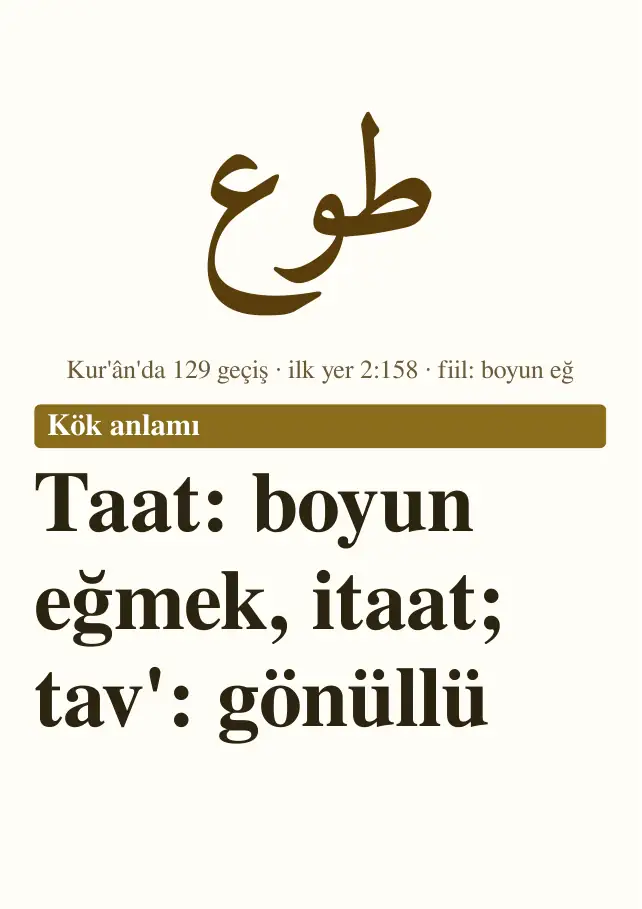 طوع
Kur'ân'da 129 geçiş · ilk yer 2:158 · fiil: boyun eğ
Kök anlamı
Taat: boyun
eğmek, itaat;
tav': gönüllü